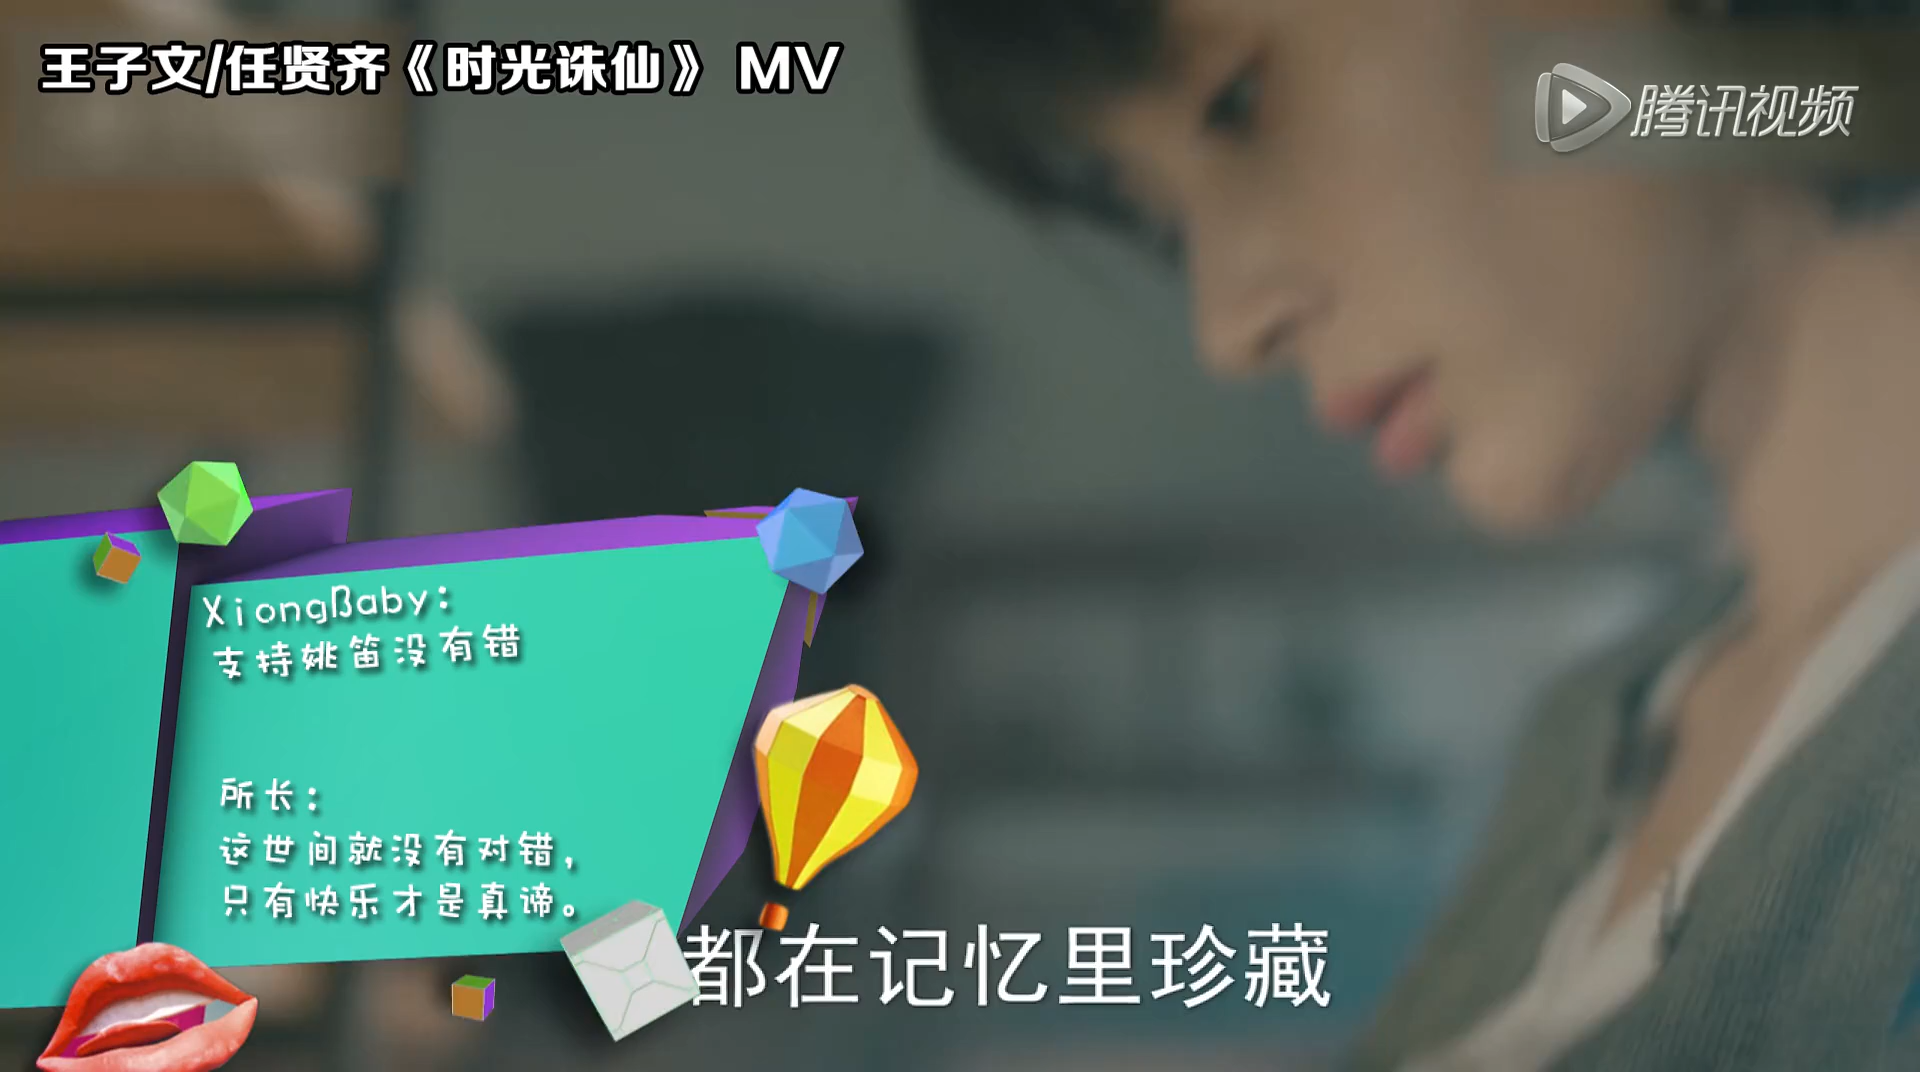 王子文/任贤齐《时光诛仙》 MV
腾讯视频
XiongBaby:
支持姚笛没有错
所长:
这世间就没有对错,
只有快乐才是真谛。
都在记忆里珍藏